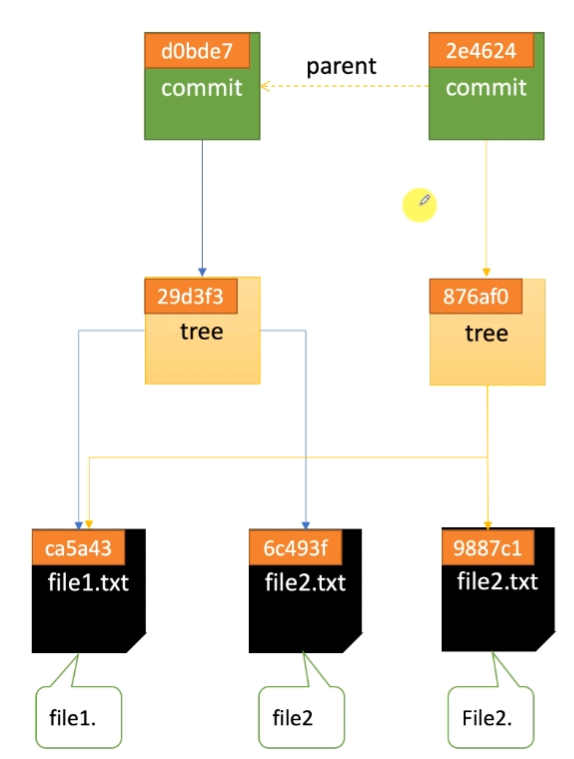 d0bde7
commit
parent
2e4624
commit
29d3f3
tree
876af0
tree
ca5a43
file1.txt
6c493f
file2.txt
9887c1
file2.txt
file1.
file2
File2.